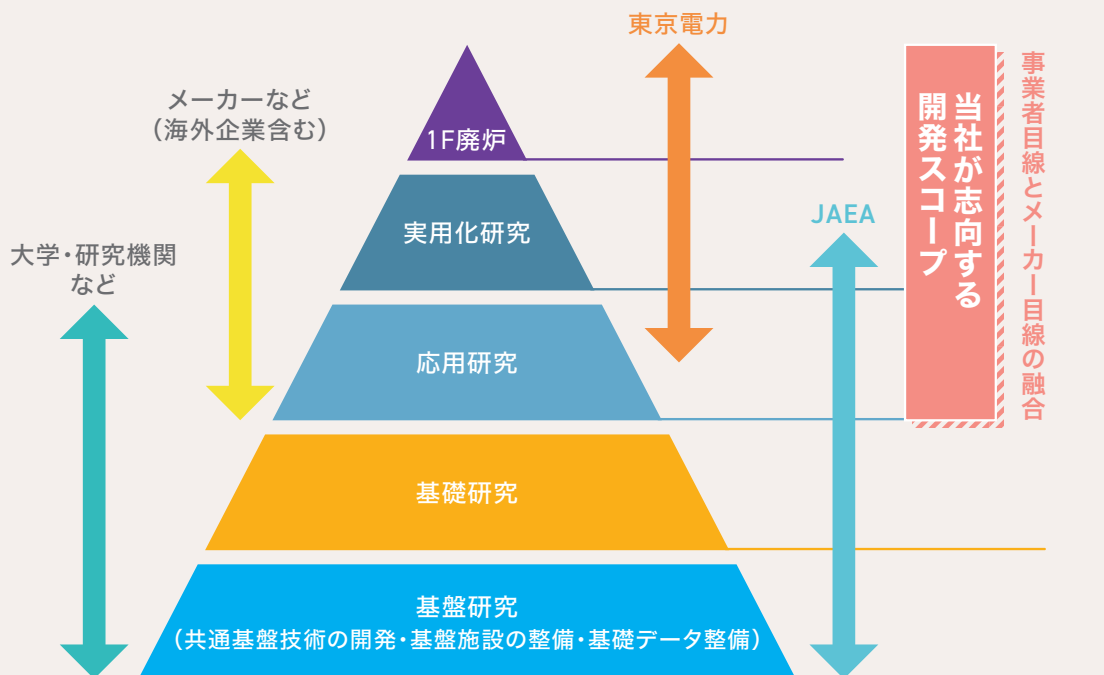 東京電力
メーカーなど
（海外企業含む）
1F廃炉
当社が志向する
開発スコープ
事業者目線とメーカー目線の融合
JAEA
実用化研究
大学・研究機関
など
応用研究
基礎研究
基盤研究
（共通基盤技術の開発・基盤施設の整備・基礎データ整備）